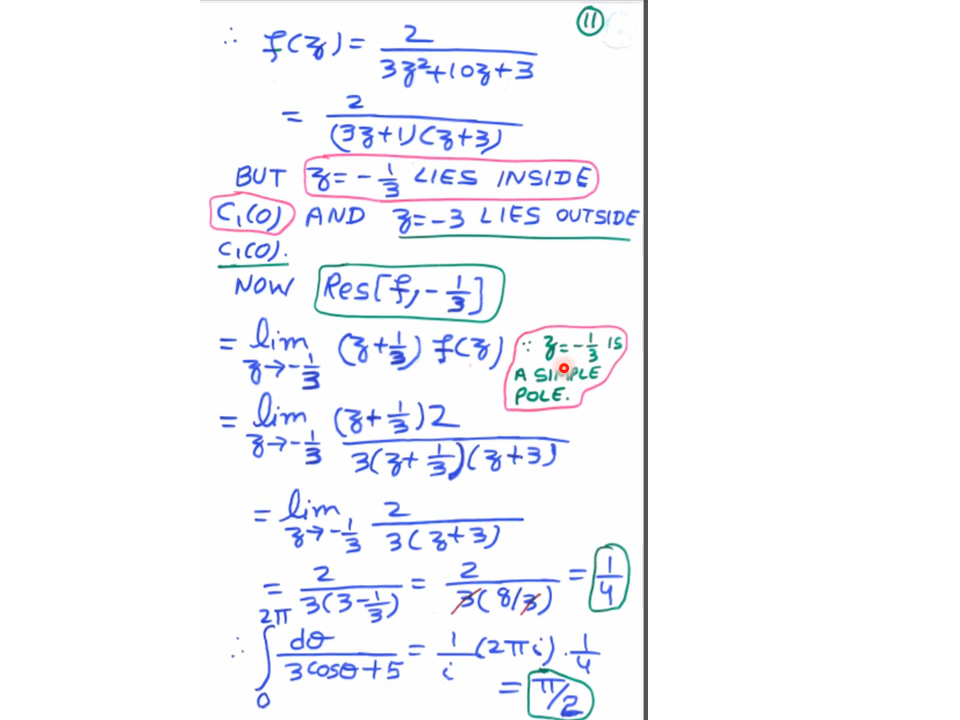 11
∴ f(z) = 2 / (3z²+10z+3)
= 2 / ((3z+1)(z+3))
BUT z = -1/3 LIES INSIDE
C₁(0) AND z = -3 LIES OUTSIDE
C₁(0).
NOW Res[f, -1/3]
= lim z→-1/3 (z+1/3) f(z)
∵ z = -1/3 IS
A SIMPLE
POLE.
= lim z→-1/3 (z+1/3)2 / (3(z+1/3)(z+3))
= lim z→-1/3 2 / (3(z+3))
= 2 / (3(3-1/3)) = 2 / (3(8/3)) = 1/4
∴ ∫₀^2π dθ / (3cosθ+5) = 1/i (2πi) · 1/4
= π/2